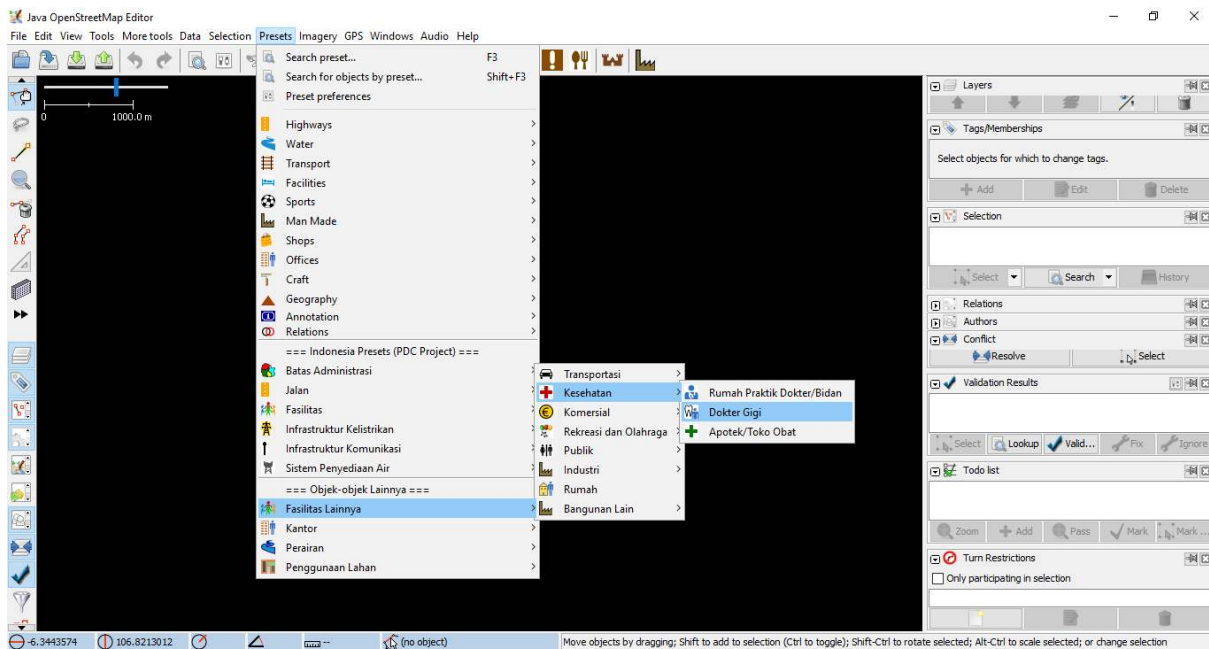 Java OpenStreetMap Editor
File Edit View Tools More tools Data Selection Presets Imagery GPS Windows Audio Help
Search preset... F3
Search for objects by preset... Shift+F3
Preset preferences
Highways
Water
Transport
Facilities
Sports
Man Made
Shops
Offices
Craft
Geography
Annotation
Relations
=== Indonesia Presets (PDC Project) ===
Batas Administrasi
Jalan
Fasilitas
Infrastruktur Kelistrikan
Infrastruktur Komunikasi
Sistem Penyediaan Air
=== Objek-objek Lainnya ===
Fasilitas Lainnya
Kantor
Perairan
Penggunaan Lahan
Transportasi
Kesehatan
Komersial
Rekreasi dan Olahraga
Publik
Industri
Rumah
Bangunan Lain
Rumah Praktik Dokter/Bidan
Dokter Gigi
Apotek/Toko Obat
0 1000.0 m
Layers
Tags/Memberships
Select objects for which to change tags.
Add Edit Delete
Selection
Select Search History
Relations
Authors
Conflict
Resolve Select
Validation Results
Select Lookup Valid... Fix Ignore
Todo list
Zoom Add Pass Mark Mark ...
Turn Restrictions
Only participating in selection
-6.3443574 106.8213012 -- (no object) Move objects by dragging; Shift to add to selection (Ctrl to toggle); Shift-Ctrl to rotate selected; Alt-Ctrl to scale selected; or change selection